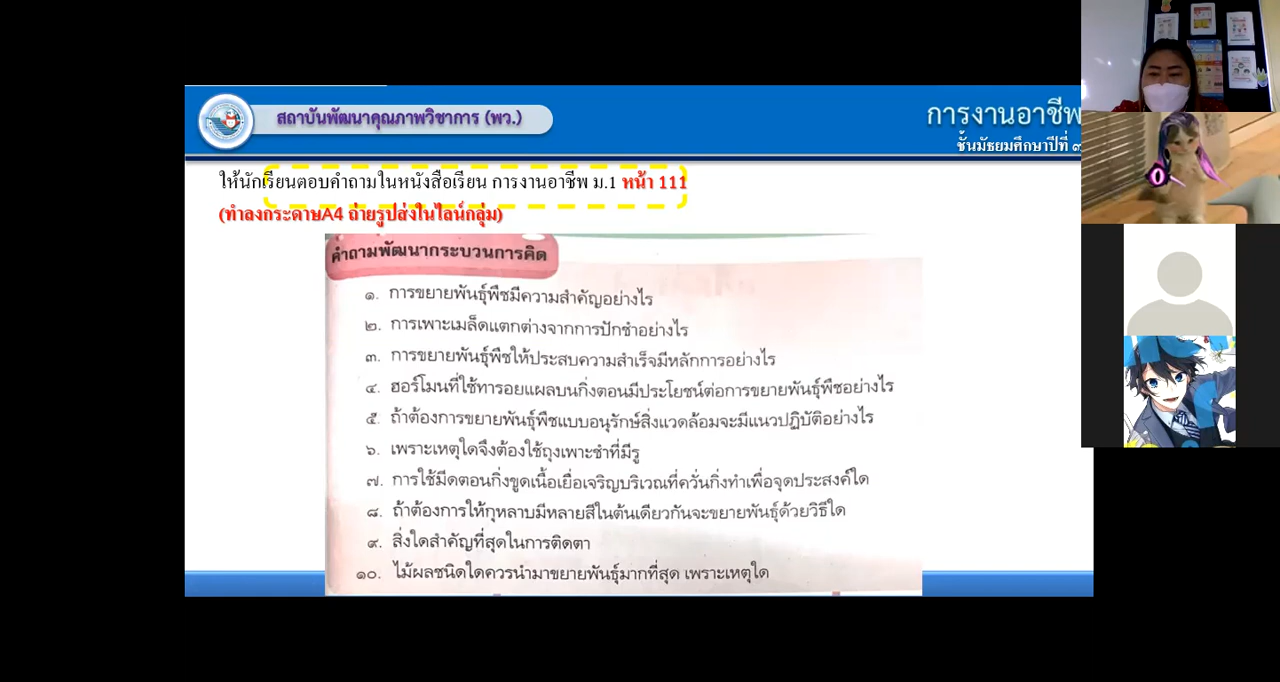 สถาบันพัฒนาคุณภาพวิชาการ (พว.)
การงานอาชีพ
ชั้นมัธยมศึกษาปีที่ ๑
ให้นักเรียนตอบคำถามในหนังสือเรียน การงานอาชีพ ม.1 หน้า 111
(ทำลงกระดาษA4 ถ่ายรูปส่งในไลน์กลุ่ม)
คำถามพัฒนากระบวนการคิด
๑. การขยายพันธุ์พืชมีความสำคัญอย่างไร
๒. การเพาะเมล็ดแตกต่างจากการปักชำอย่างไร
๓. การขยายพันธุ์พืชให้ประสบความสำเร็จมีหลักการอย่างไร
๔. ฮอร์โมนที่ใช้ทารอยแผลบนกิ่งตอนมีประโยชน์ต่อการขยายพันธุ์พืชอย่างไร
๕. ถ้าต้องการขยายพันธุ์พืชแบบอนุรักษ์สิ่งแวดล้อมจะมีแนวปฏิบัติอย่างไร
๖. เพราะเหตุใดจึงต้องใช้ถุงเพาะชำที่มีรู
๗. การใช้มีดตอนกิ่งขูดเนื้อเยื่อเจริญบริเวณที่ควั่นกิ่งทำเพื่อจุดประสงค์ใด
๘. ถ้าต้องการให้กุหลาบมีหลายสีในต้นเดียวกันจะขยายพันธุ์ด้วยวิธีใด
๙. สิ่งใดสำคัญที่สุดในการติดตา
๑๐. ไม้ผลชนิดใดควรนำมาขยายพันธุ์มากที่สุด เพราะเหตุใด